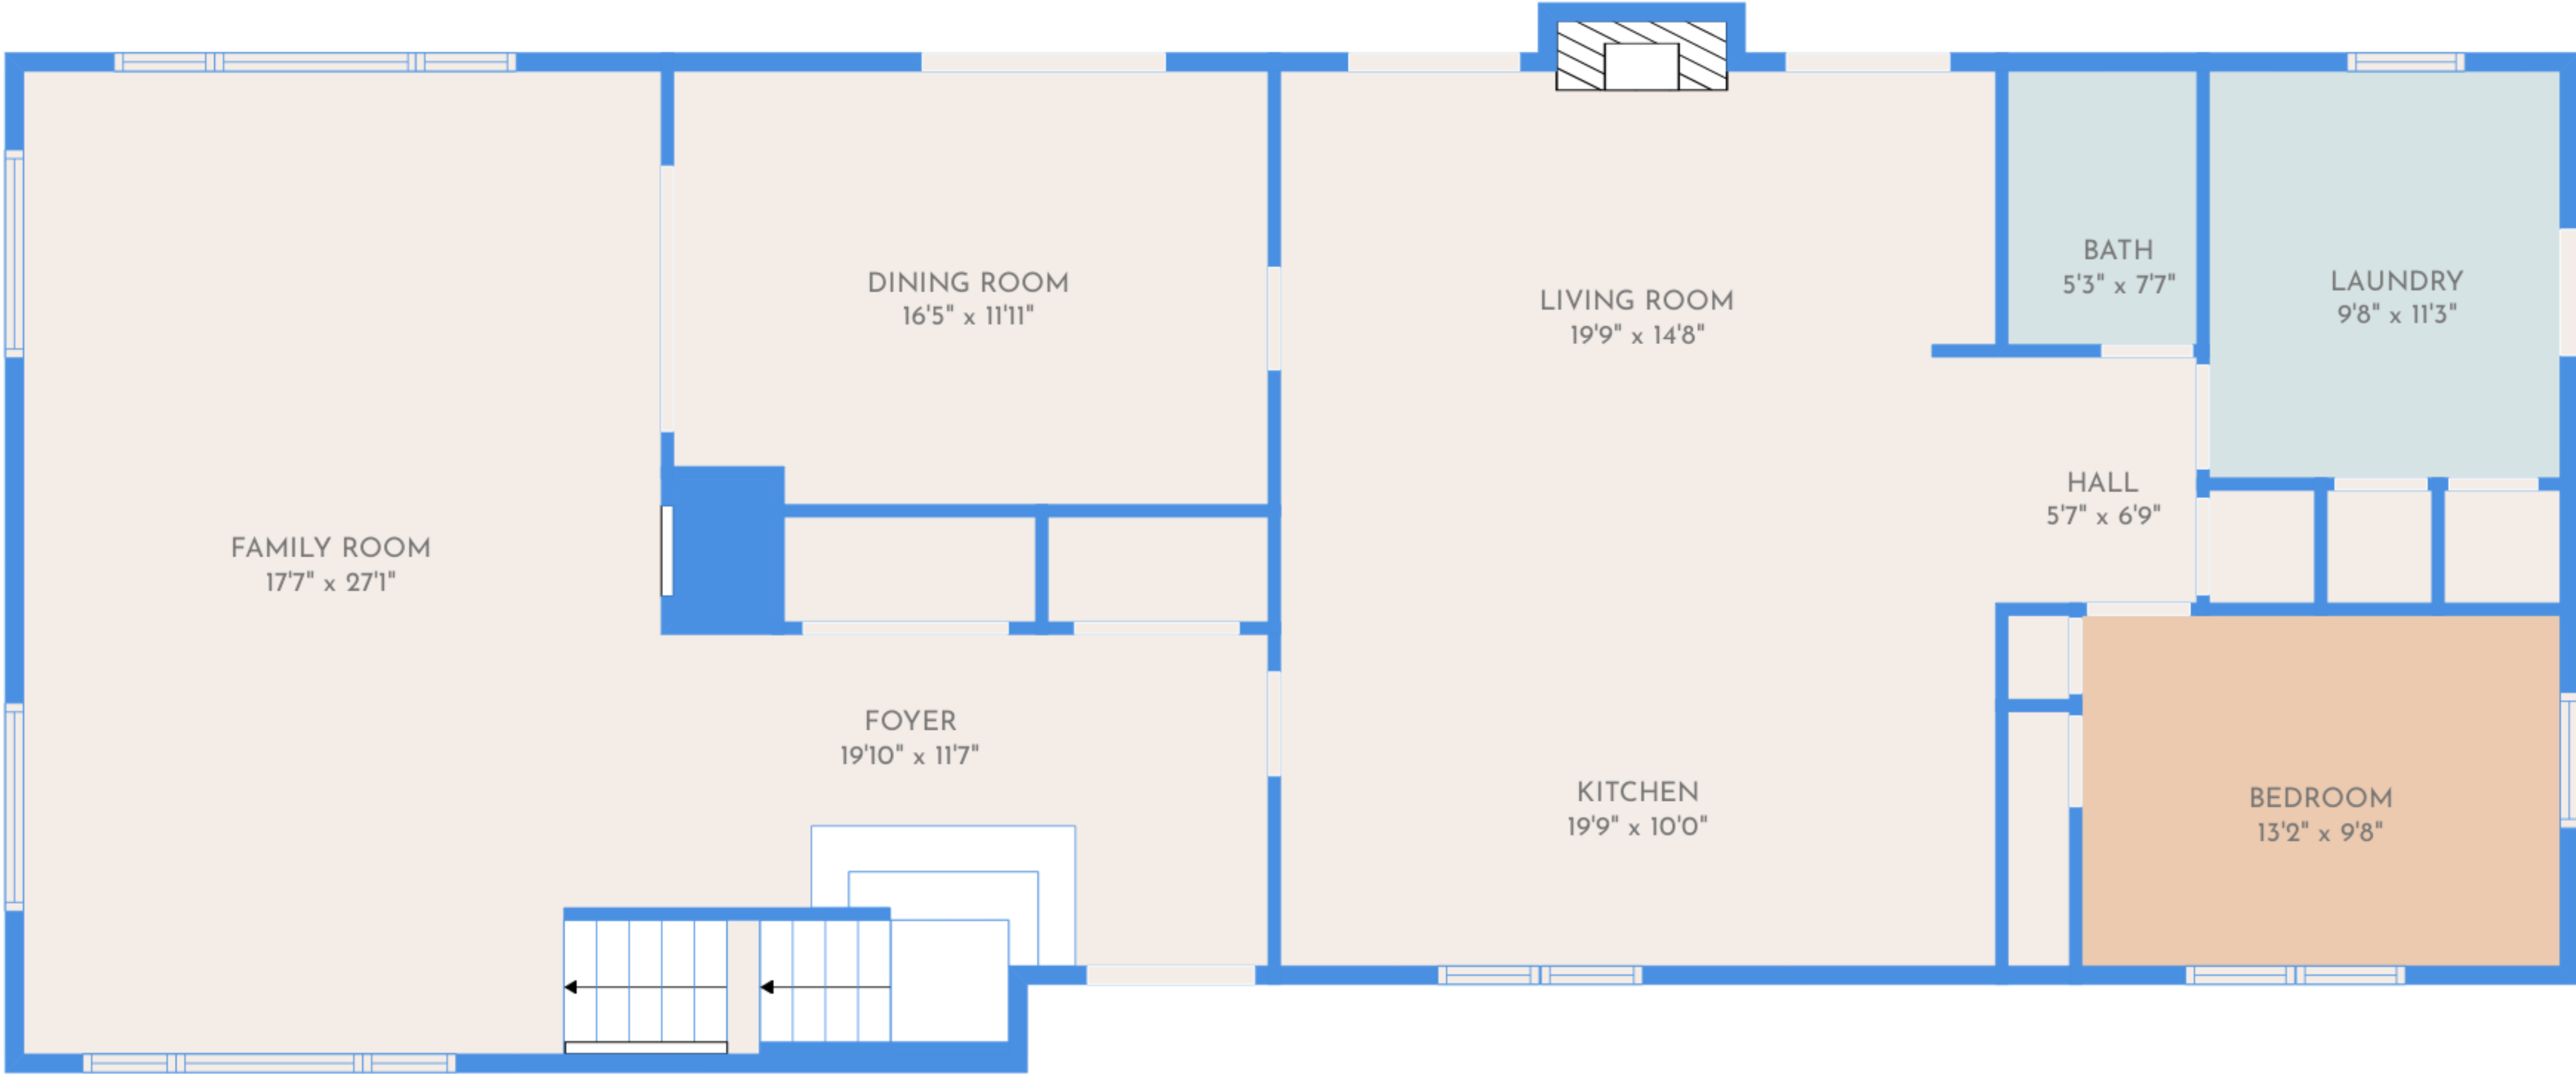 FAMILY ROOM
17'7" x 27'1"
DINING ROOM
16'5" x 11'11"
FOYER
19'10" x 11'7"
LIVING ROOM
19'9" x 14'8"
KITCHEN
19'9" x 10'0"
BATH
5'3" x 7'7"
LAUNDRY
9'8" x 11'3"
HALL
5'7" x 6'9"
BEDROOM
13'2" x 9'8"